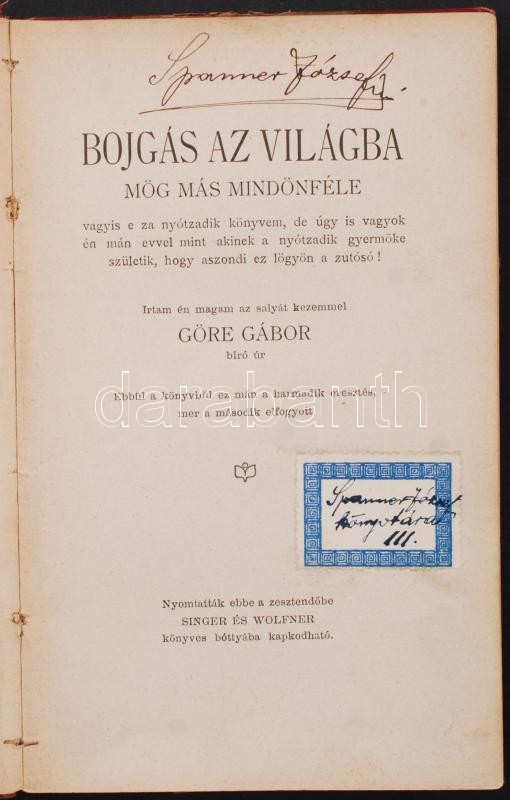 Spanner József
BOJGÁS AZ VILÁGBA
MÖG MÁS MINDÖNFÉLE
vagyis e za nyótzadik könyvem, de úgy is vagyok
én mán evvel mint akinek a nyótzadik gyermöke
születik, hogy aszondi ez lögyön a zutósó!
Irtam én magam az salyát kezemmel
GÖRE GÁBOR
bíró úr
Ebbül a könyvbül ez mán a harmadik eresztés,
mer a második elfogyott
darabanth
Spanner József
könyvtárát
III.
Nyomtatták ebbe a zesztendőbe
SINGER ÉS WOLFNER
könyves bóttyába kapkodható.